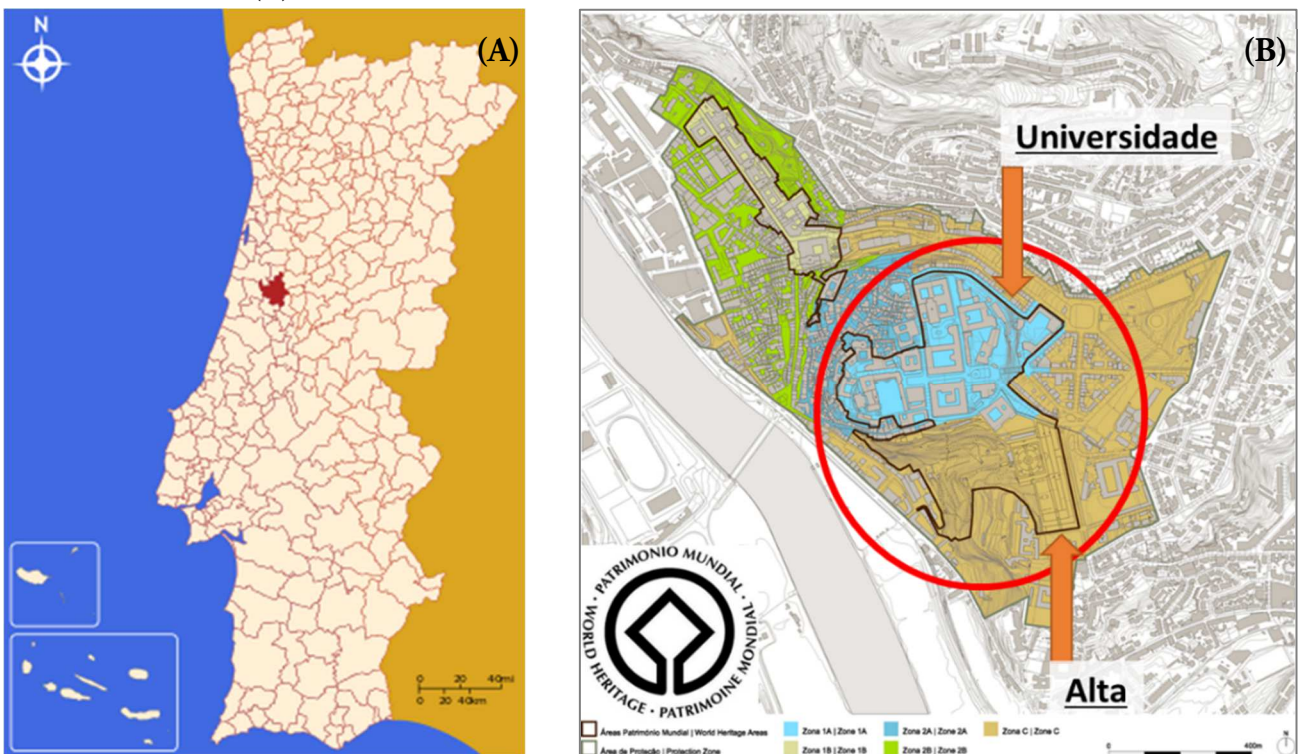 N
(A)
20 40mi
0 20 40km
(B)
Universidade
Alta
· PATRIMONIO MUNDIAL · WORLD HERITAGE · PATRIMOINE MONDIAL
Áreas Património Mundial | World Heritage Areas
Área de Proteção | Protection Zone
Zona 1A | Zone 1A
Zona 1B | Zone 1B
Zona 2A | Zone 2A
Zona 2B | Zone 2B
Zona C | Zone C
0 400m
N